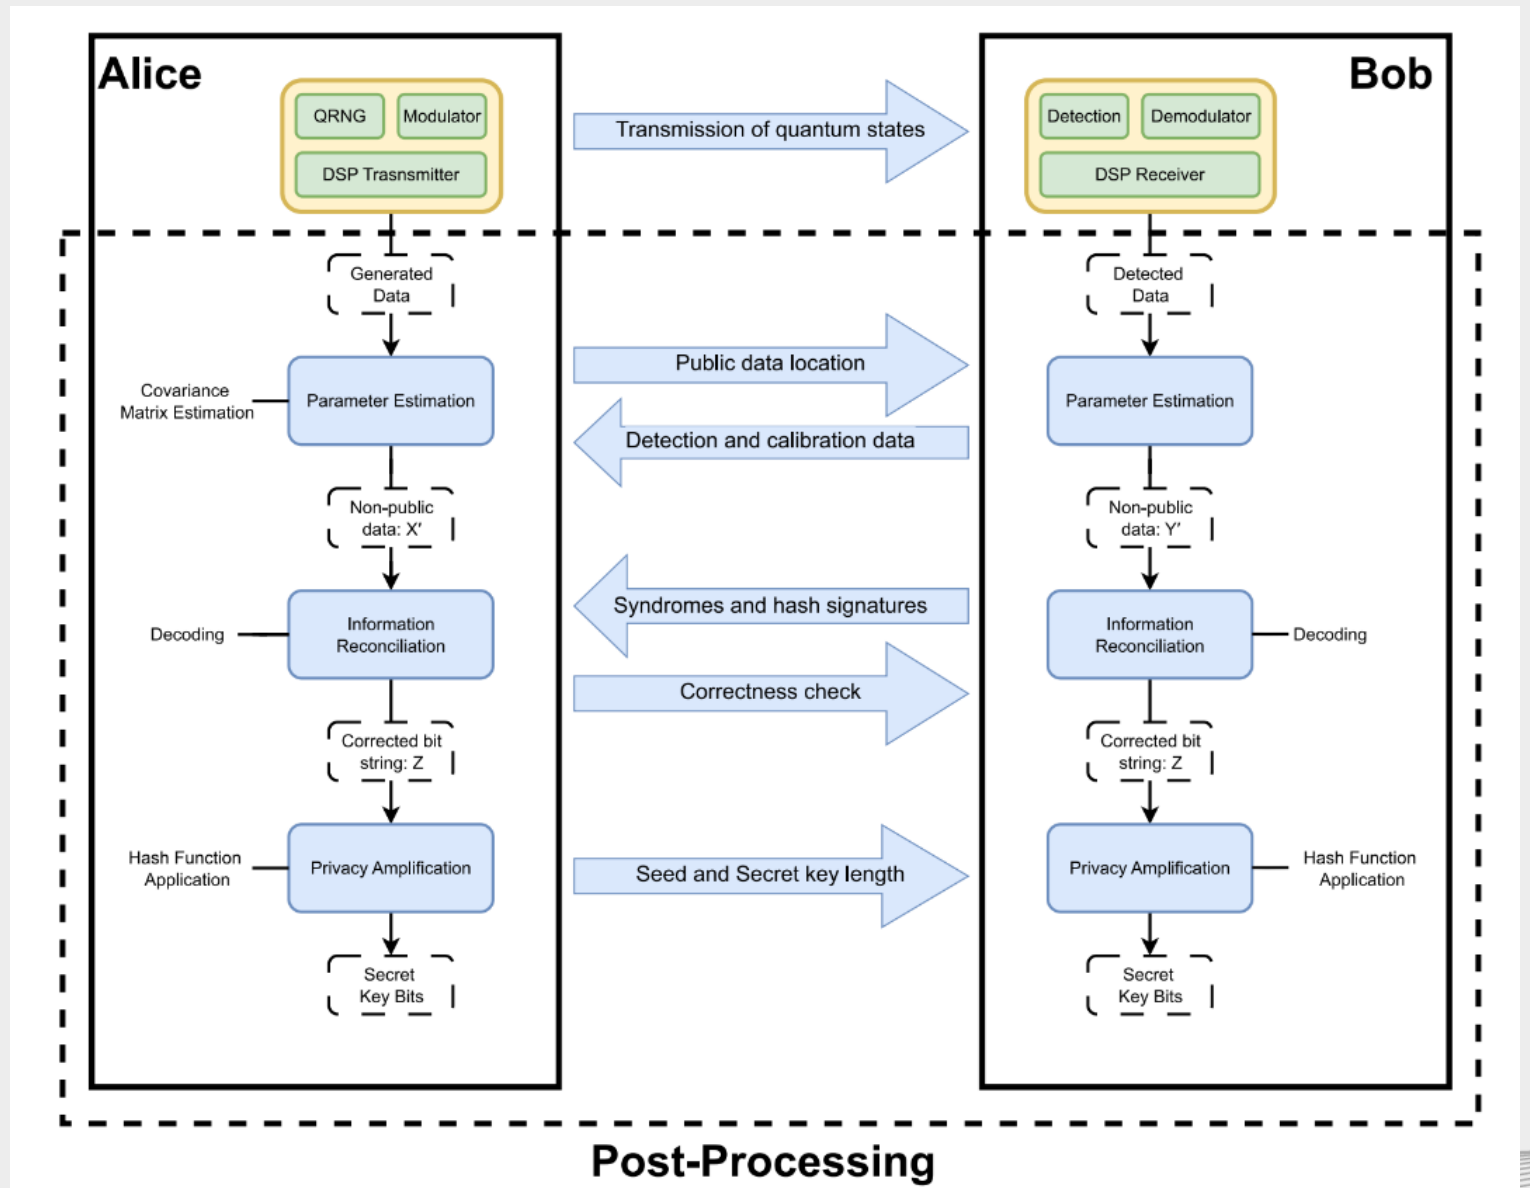 Alice
Bob
QRNG
Modulator
DSP Trasnsmitter
Transmission of quantum states
Detection
Demodulator
DSP Receiver
Generated
Data
Detected
Data
Public data location
Covariance
Matrix Estimation
Parameter Estimation
Parameter Estimation
Detection and calibration data
Non-public
data: X′
Non-public
data: Y′
Syndromes and hash signatures
Decoding
Information
Reconciliation
Information
Reconciliation
Decoding
Correctness check
Corrected bit
string: Z
Corrected bit
string: Z
Hash Function
Application
Privacy Amplification
Seed and Secret key length
Privacy Amplification
Hash Function
Application
Secret
Key Bits
Secret
Key Bits
Post-Processing